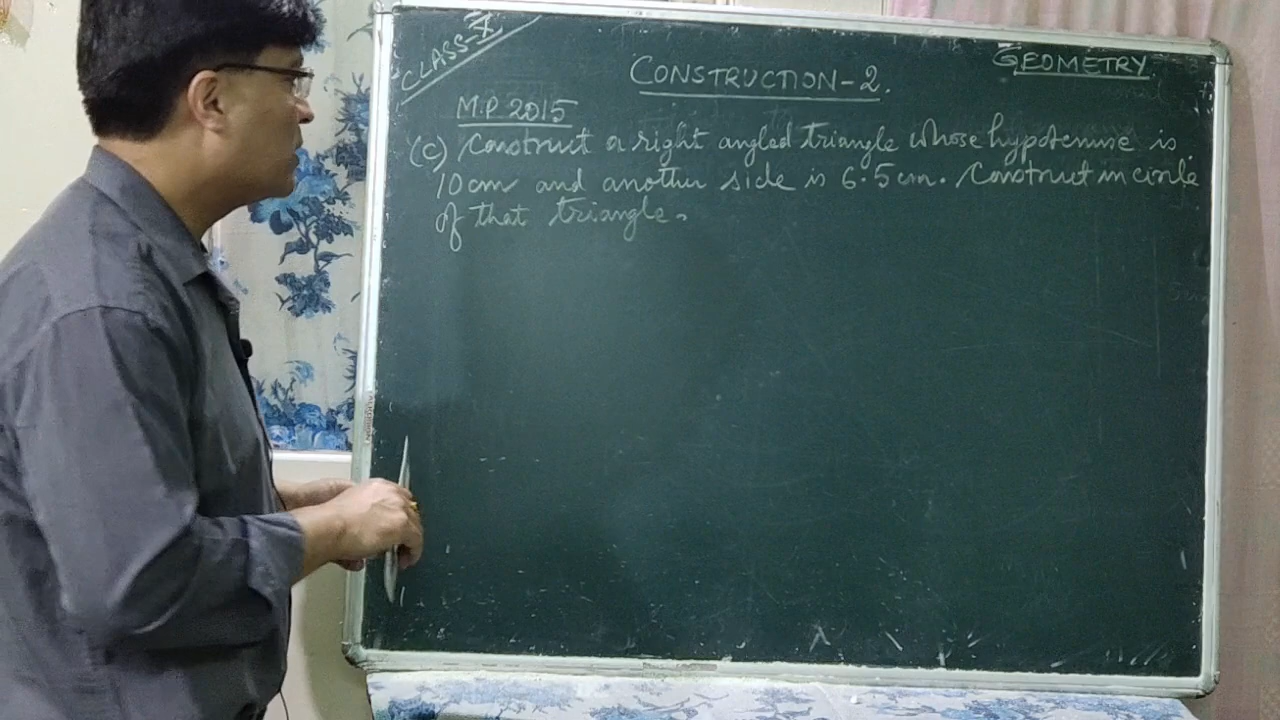 CLASS-X
CONSTRUCTION-2.
GEOMETRY
M.P 2015
(c) Construct a right angled triangle whose hypotenuse is
10cm and another side is 6.5cm. Construct incircle
of that triangle.